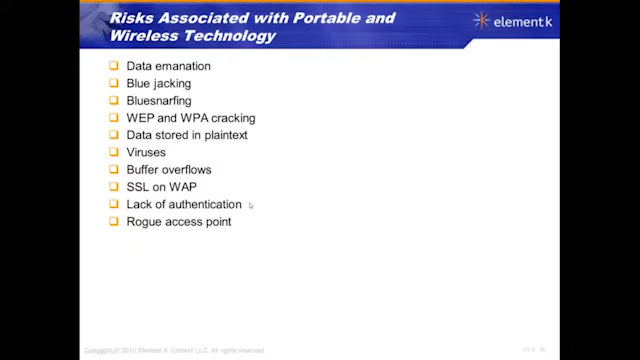 Risks Associated with Portable and
Wireless Technology
element k
Data emanation
Blue jacking
Bluesnarfing
WEP and WPA cracking
Data stored in plaintext
Viruses
Buffer overflows
SSL on WAP
Lack of authentication
Rogue access point
Copyright © 2010 Element K Content LLC. All rights reserved